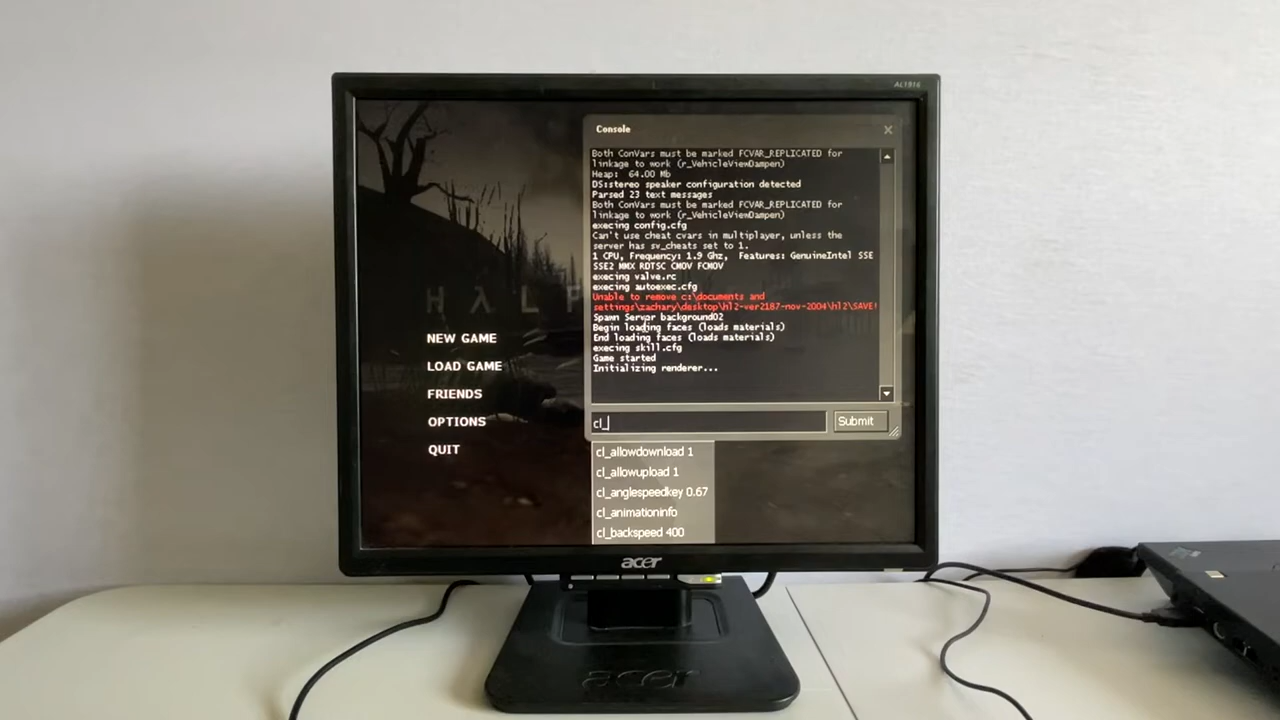 AL1916
Console
Both ConVars must be marked FCVAR_REPLICATED for
linkage to work (r_VehicleViewDampen)
Heap: 64.00 Mb
DS:stereo speaker configuration detected
Parsed 23 text messages
Both ConVars must be marked FCVAR_REPLICATED for
linkage to work (r_VehicleViewDampen)
execing config.cfg
Can't use cheat cvars in multiplayer, unless the
server has sv_cheats set to 1.
1 CPU, Frequency: 1.9 Ghz, Features: GenuineIntel SSE
SSE2 MMX RDTSC CMOV FCMOV
execing valve.rc
execing autoexec.cfg
Unable to remove c:\documents and
settings\zachary\desktop\hl2-ver2187-nov-2004\hl2\SAVE\
Spawn Server background02
Begin loading faces (loads materials)
End loading faces (loads materials)
execing skill.cfg
Game started
Initializing renderer...
cl_
Submit
cl_allowdownload 1
cl_allowupload 1
cl_anglespeedkey 0.67
cl_animationinfo
cl_backspeed 400
HλLF
NEW GAME
LOAD GAME
FRIENDS
OPTIONS
QUIT
acer
acer